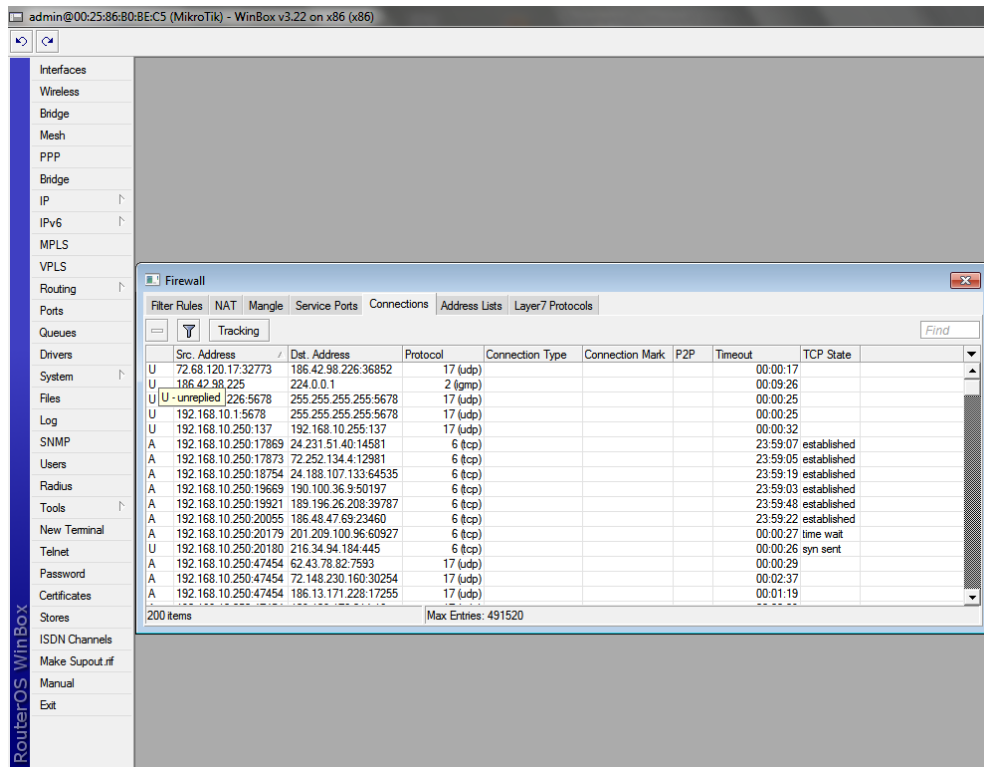 admin@00:25:86:B0:BE:C5 (MikroTik) - WinBox v3.22 on x86 (x86)
Interfaces
Wireless
Bridge
Mesh
PPP
Bridge
IP
IPv6
MPLS
VPLS
Routing
Ports
Queues
Drivers
System
Files
Log
SNMP
Users
Radius
Tools
New Terminal
Telnet
Password
Certificates
Stores
ISDN Channels
Make Supout.rif
Manual
Exit
RouterOS WinBox
Firewall
Filter Rules NAT Mangle Service Ports Connections Address Lists Layer7 Protocols
Tracking Find
Src. Address Dst. Address Protocol Connection Type Connection Mark P2P Timeout TCP State
U 72.68.120.17:32773 186.42.98.226:36852 17 (udp) 00:00:17
U 186.42.98.225 224.0.0.1 2 (igmp) 00:09:26
U U - unreplied 226:5678 255.255.255.255:5678 17 (udp) 00:00:25
U 192.168.10.1:5678 255.255.255.255:5678 17 (udp) 00:00:25
U 192.168.10.250:137 192.168.10.255:137 17 (udp) 00:00:32
A 192.168.10.250:17869 24.231.51.40:14581 6 (tcp) 23:59:07 established
A 192.168.10.250:17873 72.252.134.4:12981 6 (tcp) 23:59:05 established
A 192.168.10.250:18754 24.188.107.133:64535 6 (tcp) 23:59:19 established
A 192.168.10.250:19669 190.100.36.9:50197 6 (tcp) 23:59:03 established
A 192.168.10.250:19921 189.196.26.208:39787 6 (tcp) 23:59:48 established
A 192.168.10.250:20055 186.48.47.69:23460 6 (tcp) 23:59:22 established
A 192.168.10.250:20179 201.209.100.96:60927 6 (tcp) 00:00:27 time wait
U 192.168.10.250:20180 216.34.94.184:445 6 (tcp) 00:00:26 syn sent
A 192.168.10.250:47454 62.43.78.82:7593 17 (udp) 00:00:29
A 192.168.10.250:47454 72.148.230.160:30254 17 (udp) 00:02:37
A 192.168.10.250:47454 186.13.171.228:17255 17 (udp) 00:01:19
200 items Max Entries: 491520